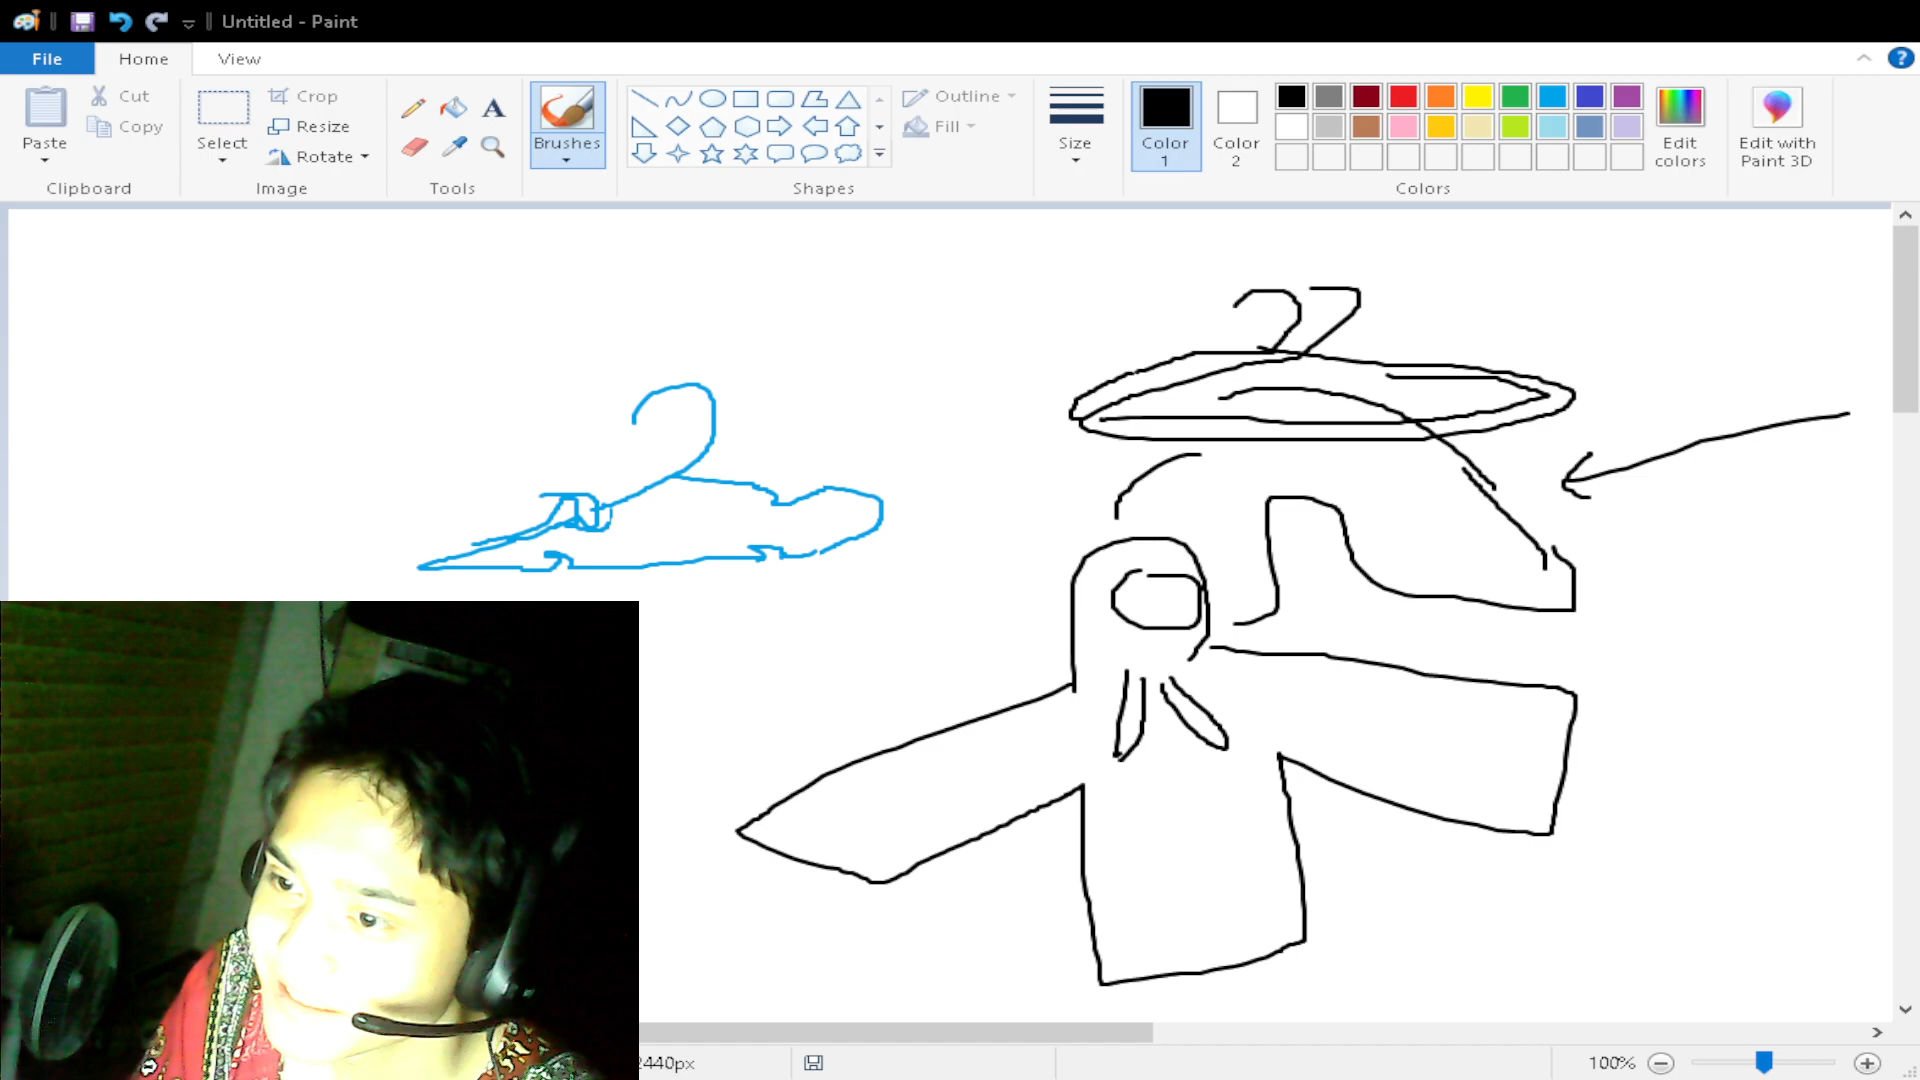 Untitled - Paint
File Home View
Paste
Cut
Copy
Clipboard
Select
Crop
Resize
Rotate
Image
A
Tools
Brushes
Shapes
Outline
Fill
Size
Color
1
Color
2
Colors
Edit
colors
Edit with
Paint 3D
?
2440px
100%